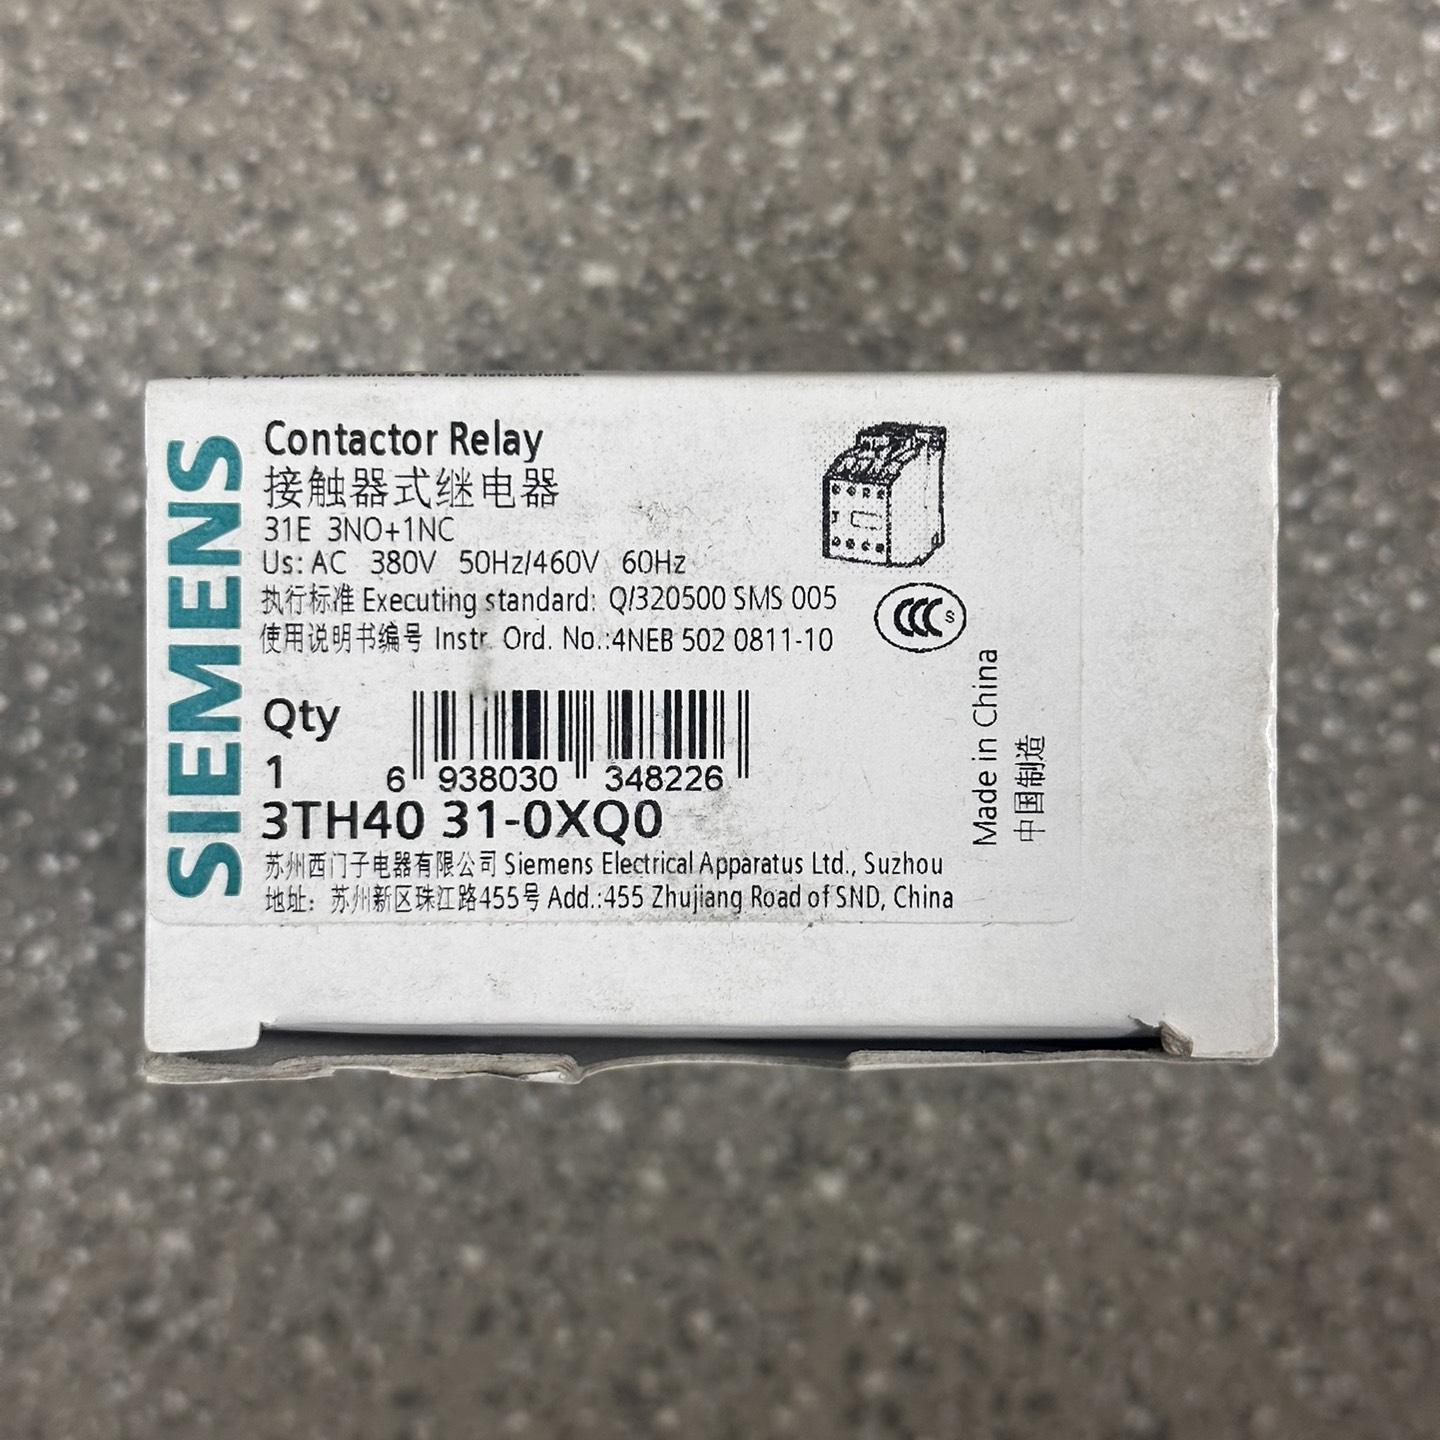 SIEMENS
Contactor Relay
接触器式继电器
31E 3NO+1NC
Us: AC 380V 50Hz/460V 60Hz
执行标准 Executing standard: Q/320500 SMS 005
使用说明书编号 Instr. Ord. No.:4NEB 502 0811-10
CCC S
Qty
1
6 938030 348226
3TH40 31-0XQ0
苏州西门子电器有限公司 Siemens Electrical Apparatus Ltd., Suzhou
地址: 苏州新区珠江路455号 Add.:455 Zhujiang Road of SND, China
Made in China
中国制造